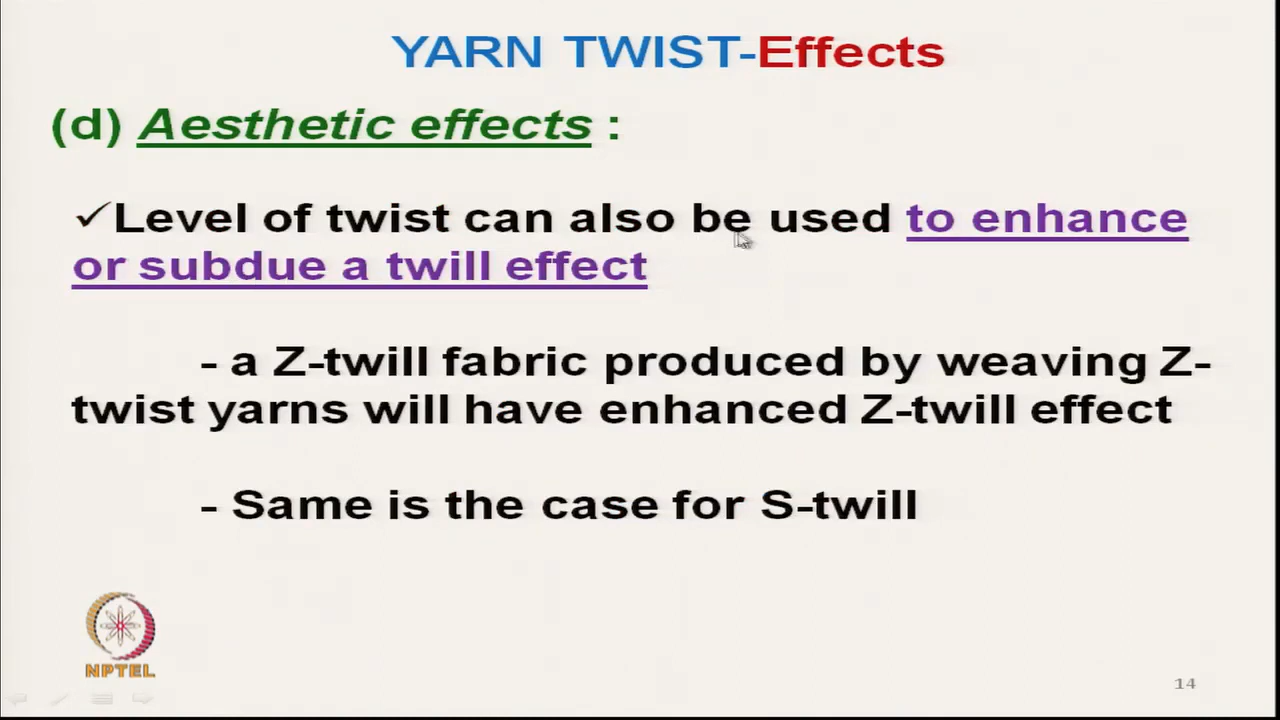 YARN TWIST-Effects
(d) Aesthetic effects :
✓Level of twist can also be used to enhance
or subdue a twill effect
- a Z-twill fabric produced by weaving Z-
twist yarns will have enhanced Z-twill effect
- Same is the case for S-twill
NPTEL
14